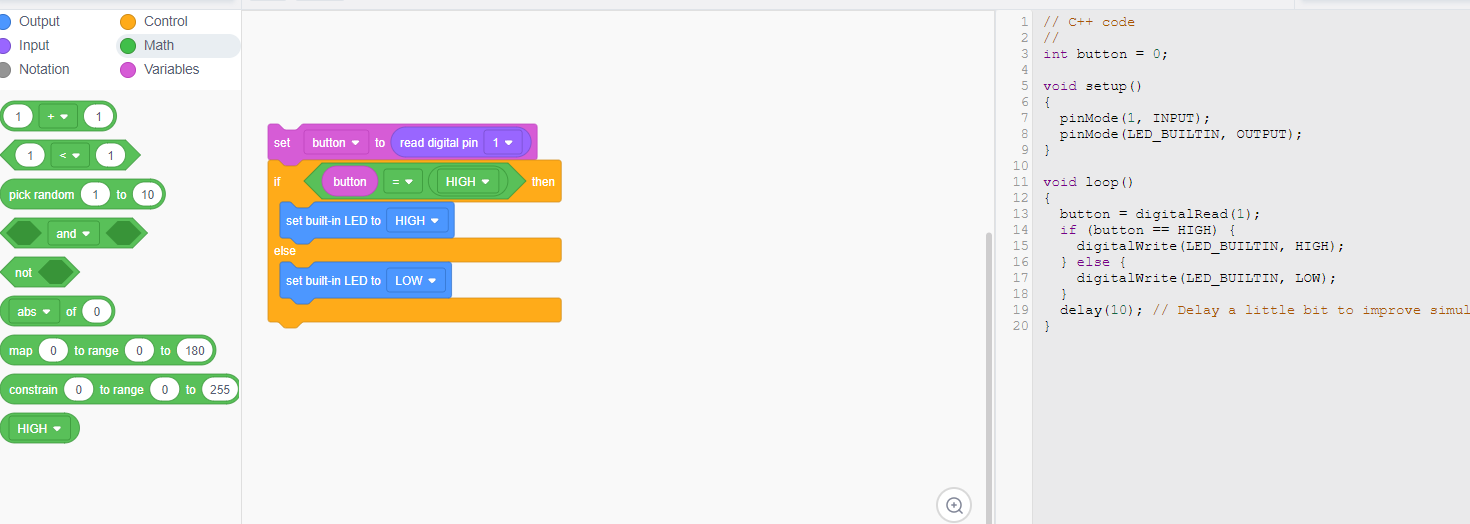 Output Control
Input Math
Notation Variables
1 + 1
1 < 1
pick random 1 to 10
and
not
abs of 0
map 0 to range 0 to 180
constrain 0 to range 0 to 255
HIGH
set button to read digital pin 1
if button = HIGH then
set built-in LED to HIGH
else
set built-in LED to LOW
1 // C++ code
2 //
3 int button = 0;
4
5 void setup()
6 {
7 pinMode(1, INPUT);
8 pinMode(LED_BUILTIN, OUTPUT);
9 }
10
11 void loop()
12 {
13 button = digitalRead(1);
14 if (button == HIGH) {
15 digitalWrite(LED_BUILTIN, HIGH);
16 } else {
17 digitalWrite(LED_BUILTIN, LOW);
18 }
19 delay(10); // Delay a little bit to improve simul
20 }